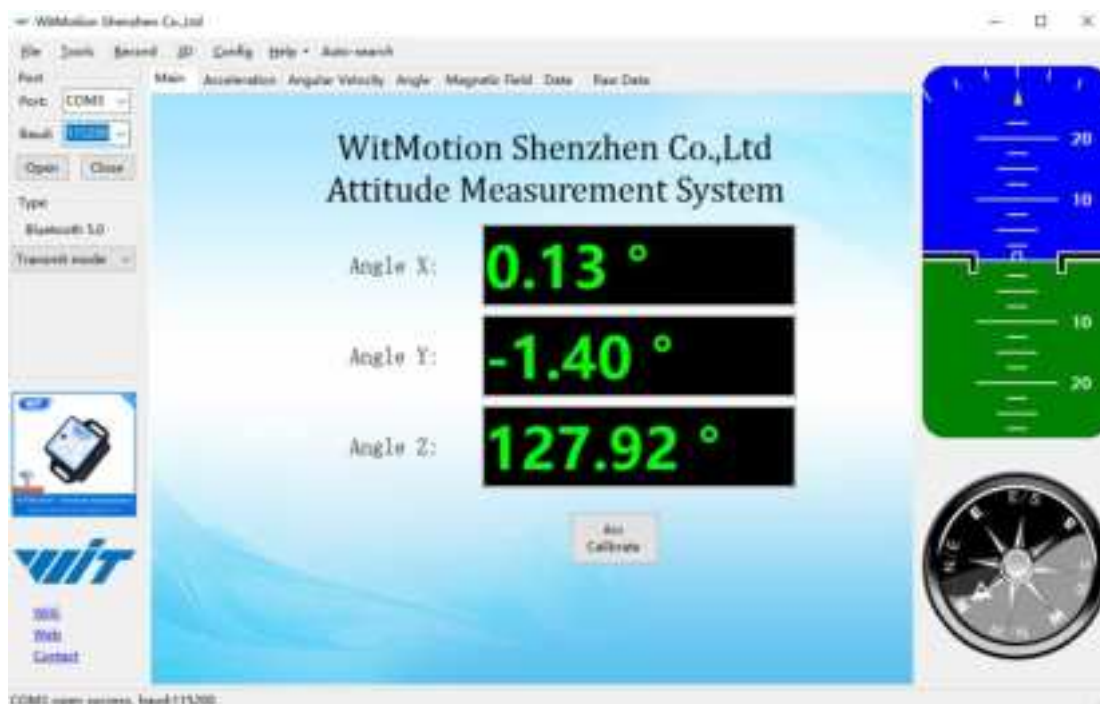 WitMotion Shenzhen Co.,Ltd
File Tools Record 3D Config Help Auto-search
Port
Port: COM3
Baud: 115200
Open Close
Type
Bluetooth 5.0
Transmit mode
Main Acceleration Angular Velocity Angle Magnetic Field Date Raw Data
WitMotion Shenzhen Co.,Ltd
Attitude Measurement System
Angle X: 0.13 °
Angle Y: -1.40 °
Angle Z: 127.92 °
Acc
Calibrate
WIT
Wiki
Web
Contact
20
10
10
20
COM3 open success, baud:115200